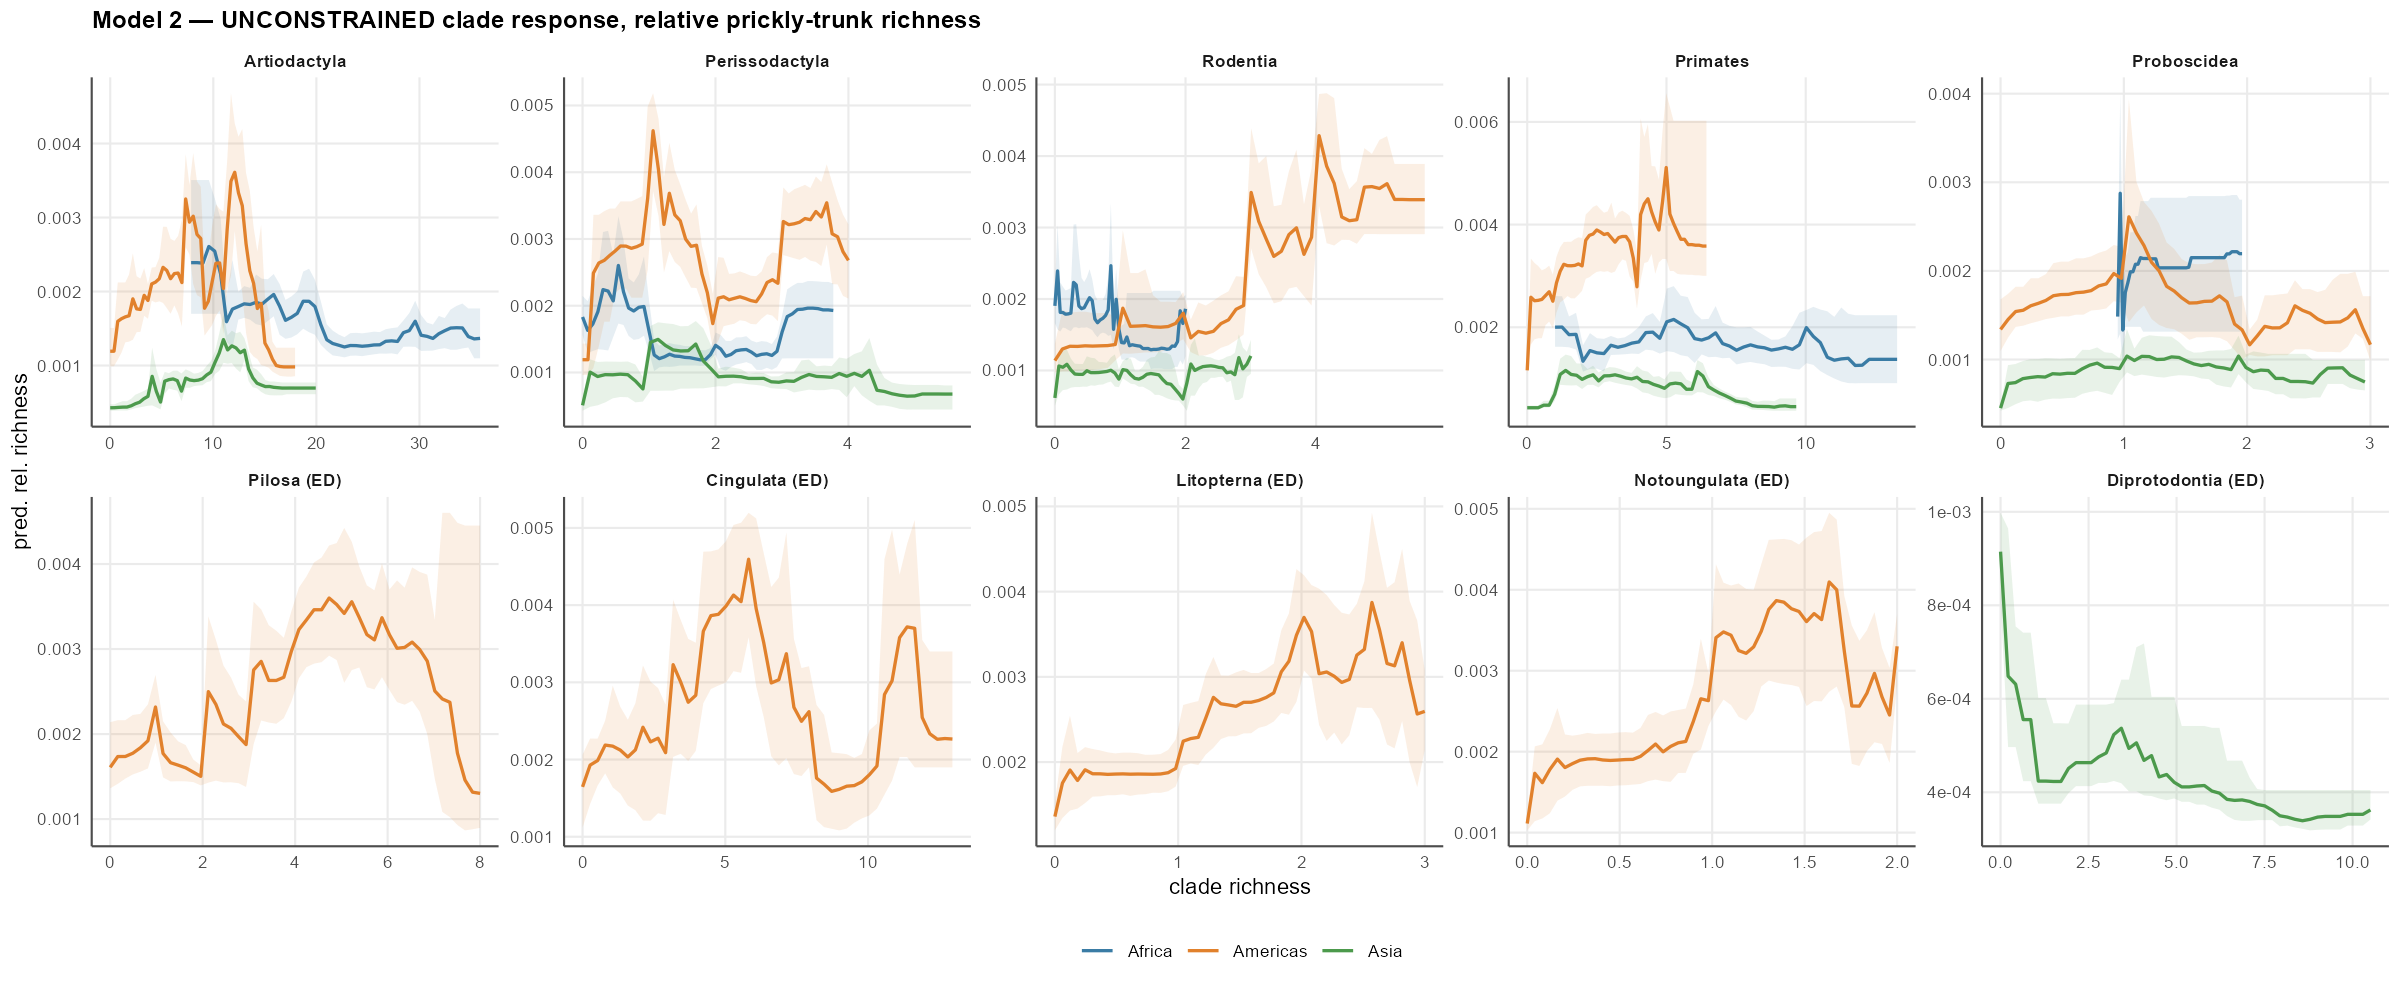 Model 2 — UNCONSTRAINED clade response, relative prickly-trunk richness
Artiodactyla
Perissodactyla
Rodentia
Primates
Proboscidea
0.004
0.003
0.002
0.001
0 10 20 30
0.005
0.004
0.003
0.002
0.001
0 2 4
0.005
0.004
0.003
0.002
0.001
0 2 4
0.006
0.004
0.002
0 5 10
0.004
0.003
0.002
0.001
0 1 2 3
pred. rel. richness
Pilosa (ED)
Cingulata (ED)
Litopterna (ED)
Notoungulata (ED)
Diprotodontia (ED)
0.004
0.003
0.002
0.001
0 2 4 6 8
0.005
0.004
0.003
0.002
0.001
0 5 10
0.005
0.004
0.003
0.002
0 1 2 3
0.005
0.004
0.003
0.002
0.001
0.0 0.5 1.0 1.5 2.0
1e-03
8e-04
6e-04
4e-04
0.0 2.5 5.0 7.5 10.0
clade richness
Africa Americas Asia